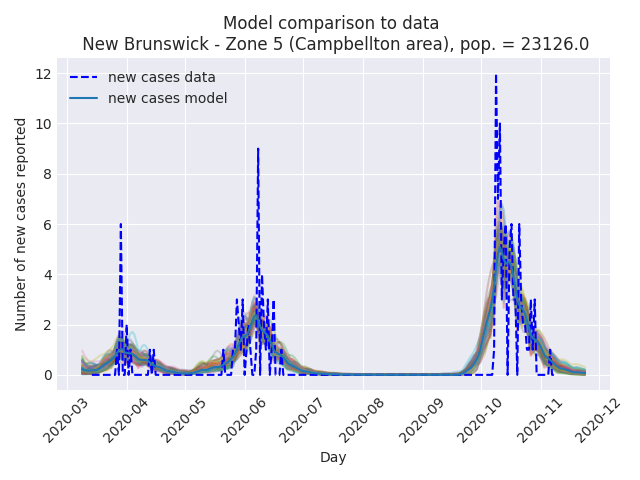 Model comparison to data
New Brunswick - Zone 5 (Campbellton area), pop. = 23126.0
new cases data
new cases model
Number of new cases reported
12
10
8
6
4
2
0
2020-03
2020-04
2020-05
2020-06
2020-07
2020-08
2020-09
2020-10
2020-11
2020-12
Day